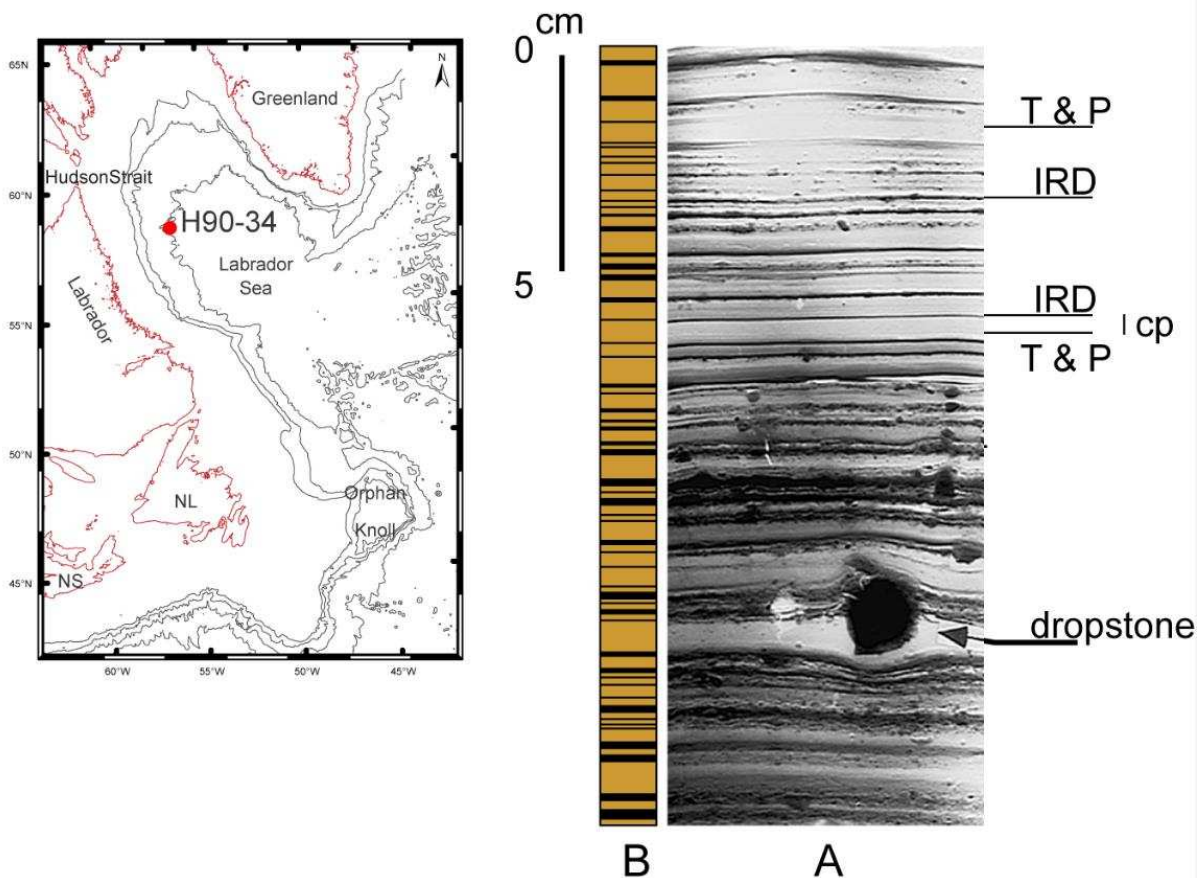 65°N
60°N
55°N
50°N
45°N
60°W
55°W
50°W
45°W
N
Greenland
HudsonStrait
H90-34
Labrador
Sea
Labrador
Orphan
Knoll
NL
NS
cm
0
5
T & P
IRD
IRD
cp
T & P
dropstone
B
A